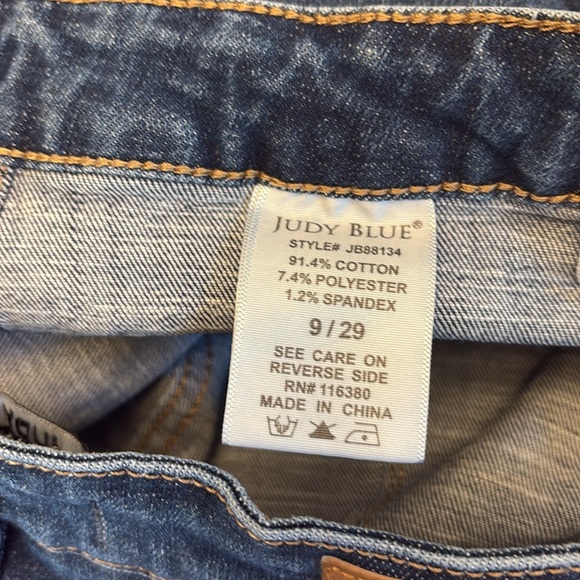 JUDY BLUE®
STYLE# JB88134
91.4% COTTON
7.4% POLYESTER
1.2% SPANDEX
9/29
SEE CARE ON
REVERSE SIDE
RN# 116380
MADE IN CHINA